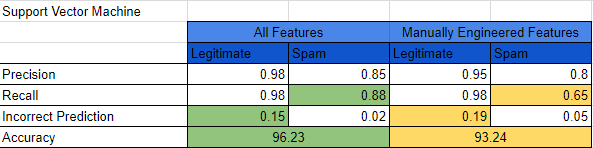 Support Vector Machine
All Features Manually Engineered Features
Legitimate Spam Legitimate Spam
Precision 0.98 0.85 0.95 0.8
Recall 0.98 0.88 0.98 0.65
Incorrect Prediction 0.15 0.02 0.19 0.05
Accuracy 96.23 93.24